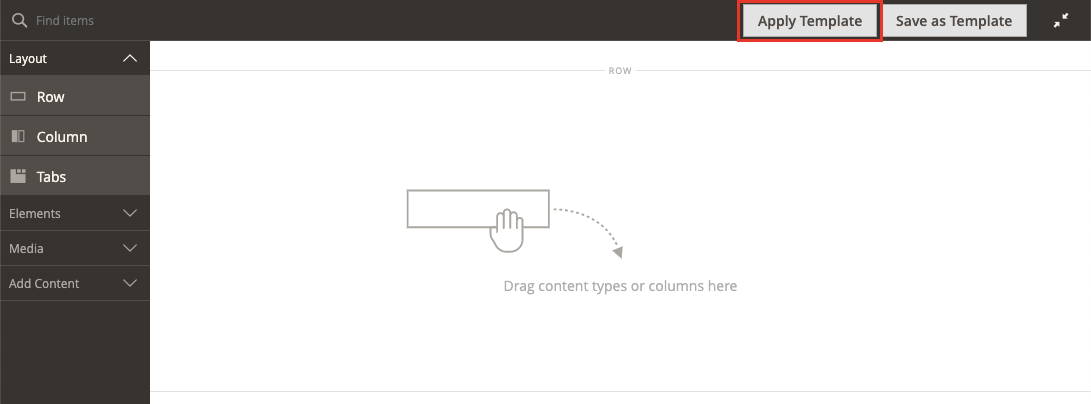 Find items
Apply Template
Save as Template
Layout
Row
Column
Tabs
Elements
Media
Add Content
ROW
Drag content types or columns here